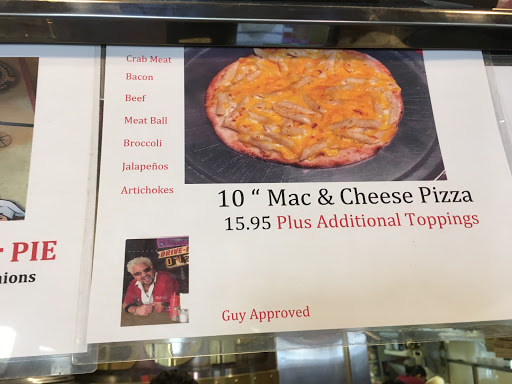 Crab Meat
Bacon
Beef
Meat Ball
Broccoli
Jalapeños
Artichokes
10 “ Mac & Cheese Pizza
15.95 Plus Additional Toppings
PIE
nions
DRIVE-
Guy Approved